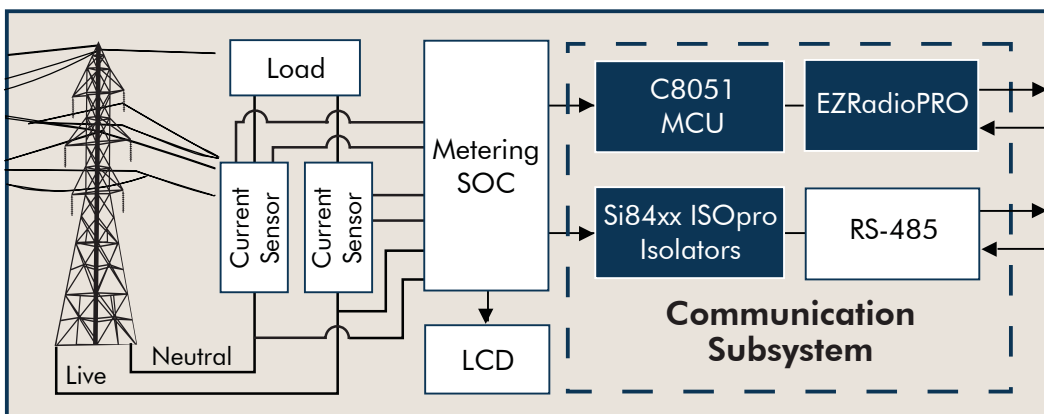 Load
Current
Sensor
Current
Sensor
Neutral
Live
Metering
SOC
LCD
C8051
MCU
EZRadioPRO
Si84xx ISOpro
Isolators
RS-485
Communication
Subsystem